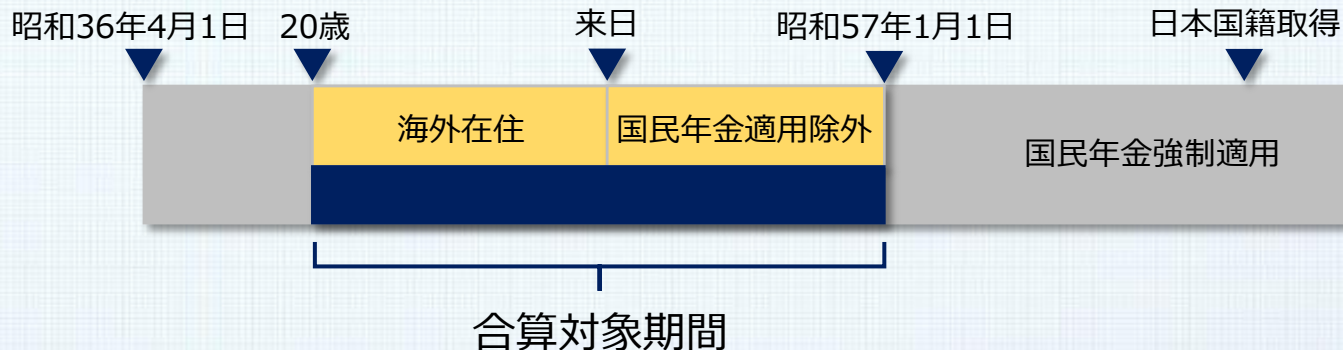 昭和36年4月1日 20歳 来日 昭和57年1月1日 日本国籍取得
海外在住 国民年金適用除外 国民年金強制適用
合算対象期間